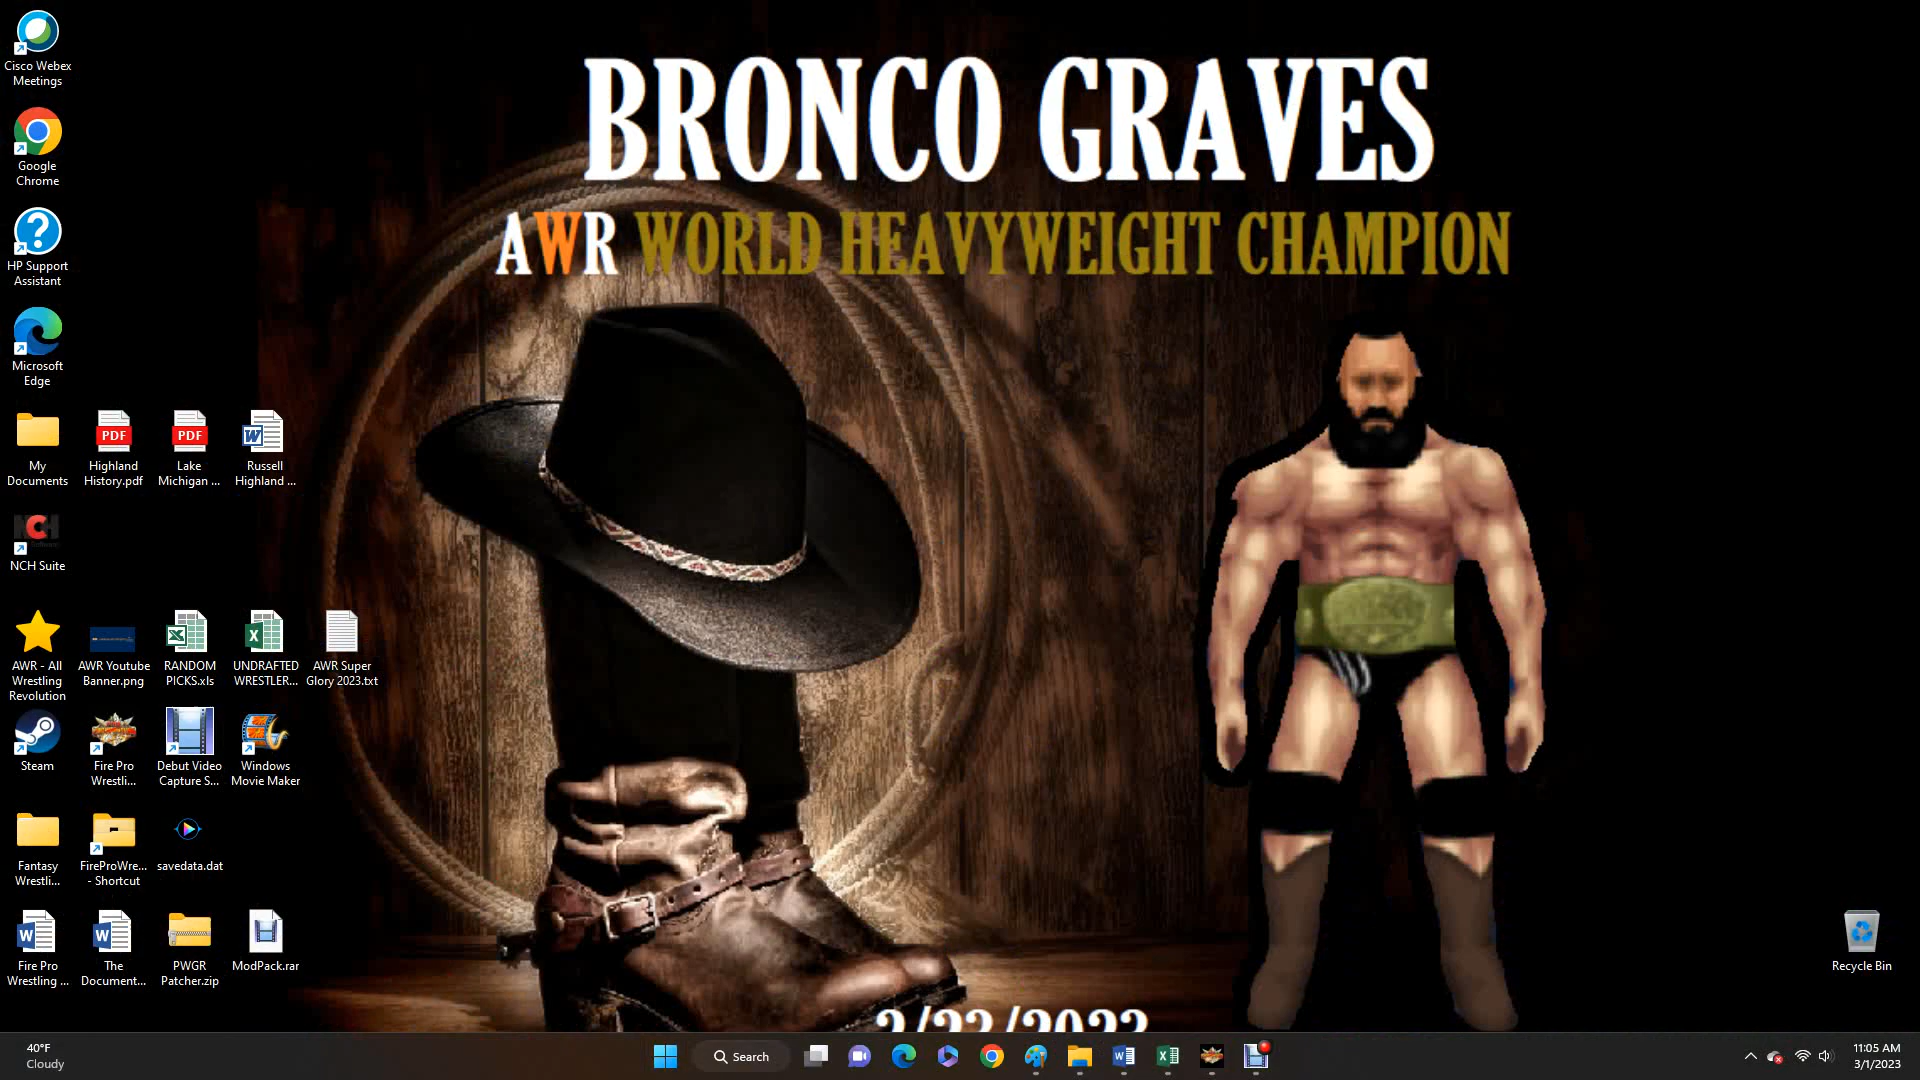 BRONCO GRAVES
AWR WORLD HEAVYWEIGHT CHAMPION
Cisco Webex
Meetings
Google
Chrome
HP Support
Assistant
Microsoft
Edge
My
Documents
PDF
Highland
History.pdf
PDF
Lake
Michigan ...
Russell
Highland ...
NCH Suite
AWR - All
Wrestling
Revolution
AWR Youtube
Banner.png
RANDOM
PICKS.xls
UNDRAFTED
WRESTLER...
AWR Super
Glory 2023.txt
Steam
Fire Pro
Wrestli...
Debut Video
Capture S...
Windows
Movie Maker
Fantasy
Wrestli...
FireProWre...
- Shortcut
savedata.dat
Fire Pro
Wrestling ...
The
Document...
PWGR
Patcher.zip
ModPack.rar
Recycle Bin
40°F
Cloudy
Search
11:05 AM
3/1/2023